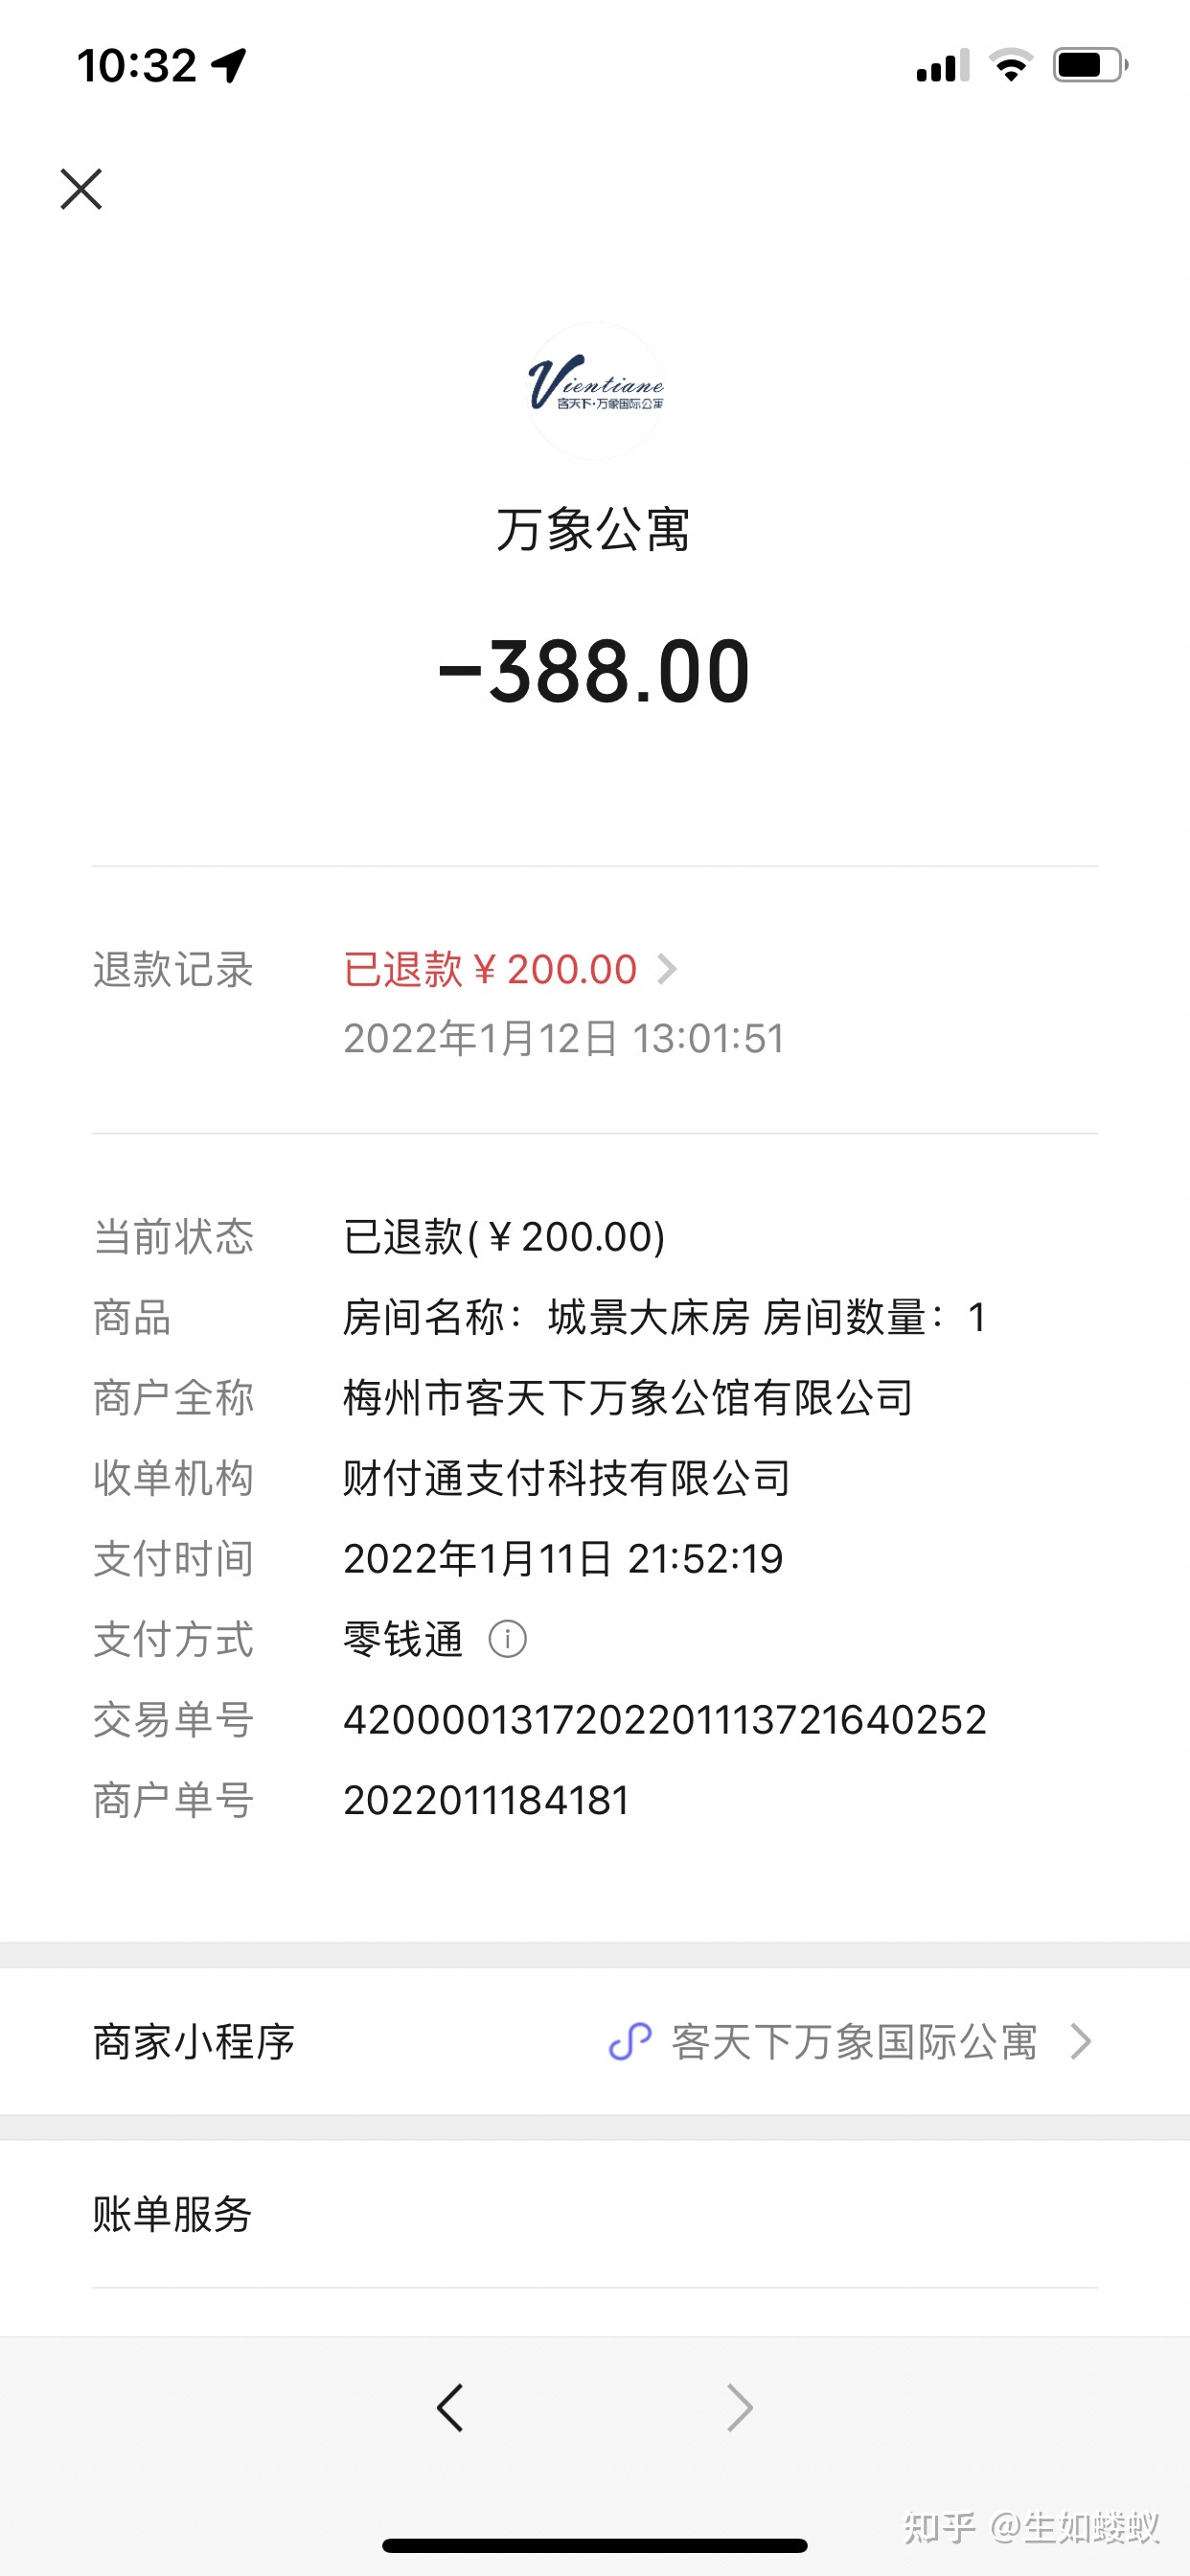 10:32
Vientiane
客天下·万象国际公寓
万象公寓
-388.00
退款记录 已退款¥200.00
2022年1月12日 13:01:51
当前状态 已退款(¥200.00)
商品 房间名称：城景大床房 房间数量：1
商户全称 梅州市客天下万象公馆有限公司
收单机构 财付通支付科技有限公司
支付时间 2022年1月11日 21:52:19
支付方式 零钱通
交易单号 4200001317202201113721640252
商户单号 2022011184181
商家小程序 客天下万象国际公寓
账单服务
知乎 @生如蝼蚁